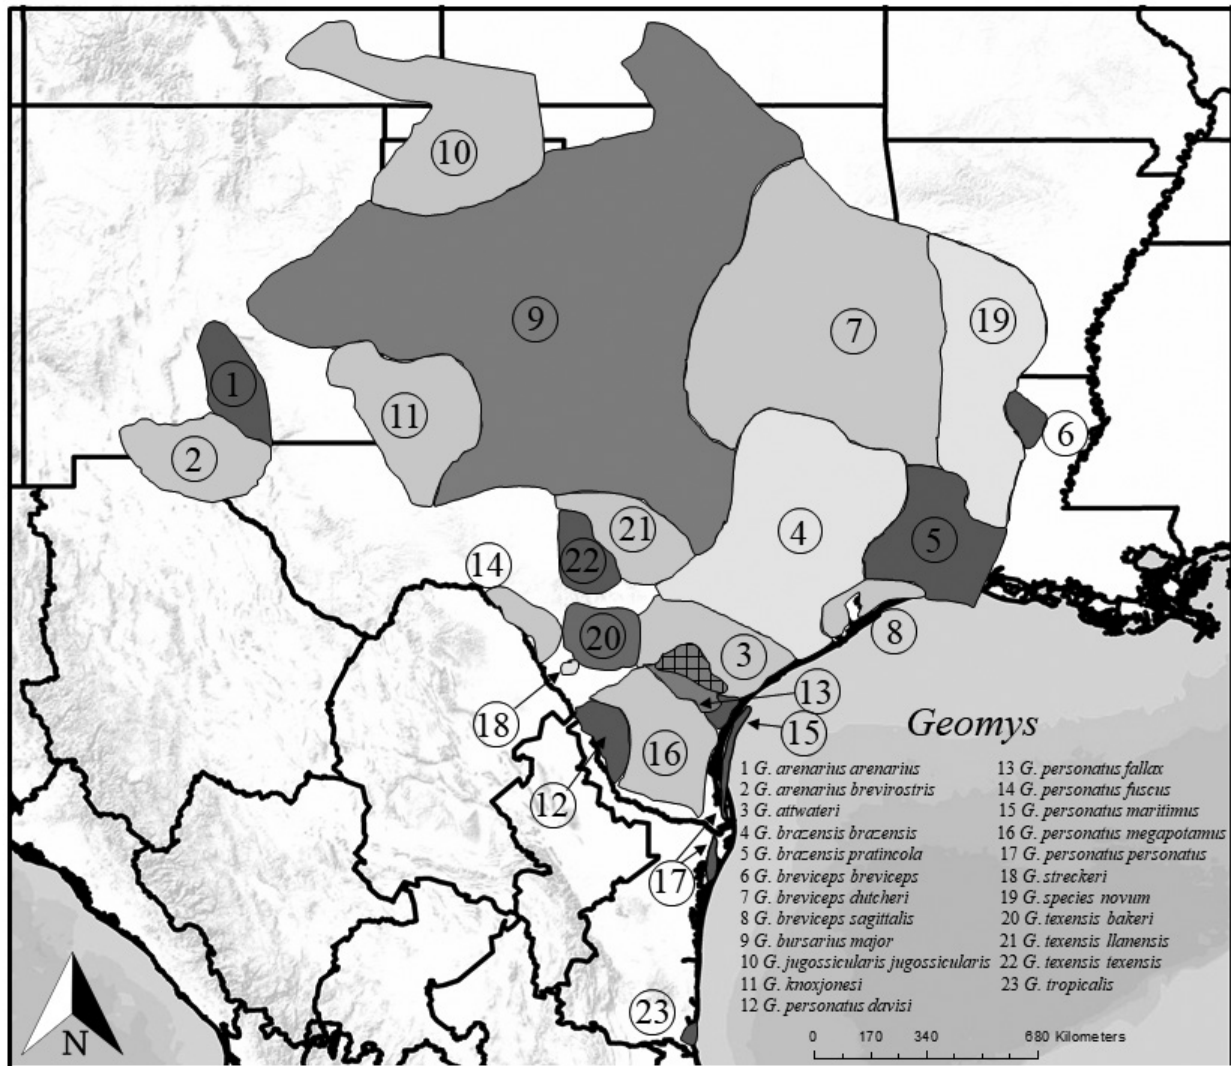 10
9
7
19
1
11
6
2
21
4
5
22
14
20
3
8
13
18
15
16
12
17
23
N
Geomys
1 G. arenarius arenarius
2 G. arenarius brevirostris
3 G. attwateri
4 G. brazensis brazensis
5 G. brazensis pratincola
6 G. breviceps breviceps
7 G. breviceps dutcheri
8 G. breviceps sagittalis
9 G. bursarius major
10 G. jugossicularis jugossicularis
11 G. knoxjonesi
12 G. personatus davisi
13 G. personatus fallax
14 G. personatus fuscus
15 G. personatus maritimus
16 G. personatus megapotamus
17 G. personatus personatus
18 G. streckeri
19 G. species novum
20 G. texensis bakeri
21 G. texensis llanensis
22 G. texensis texensis
23 G. tropicalis
0 170 340 680 Kilometers